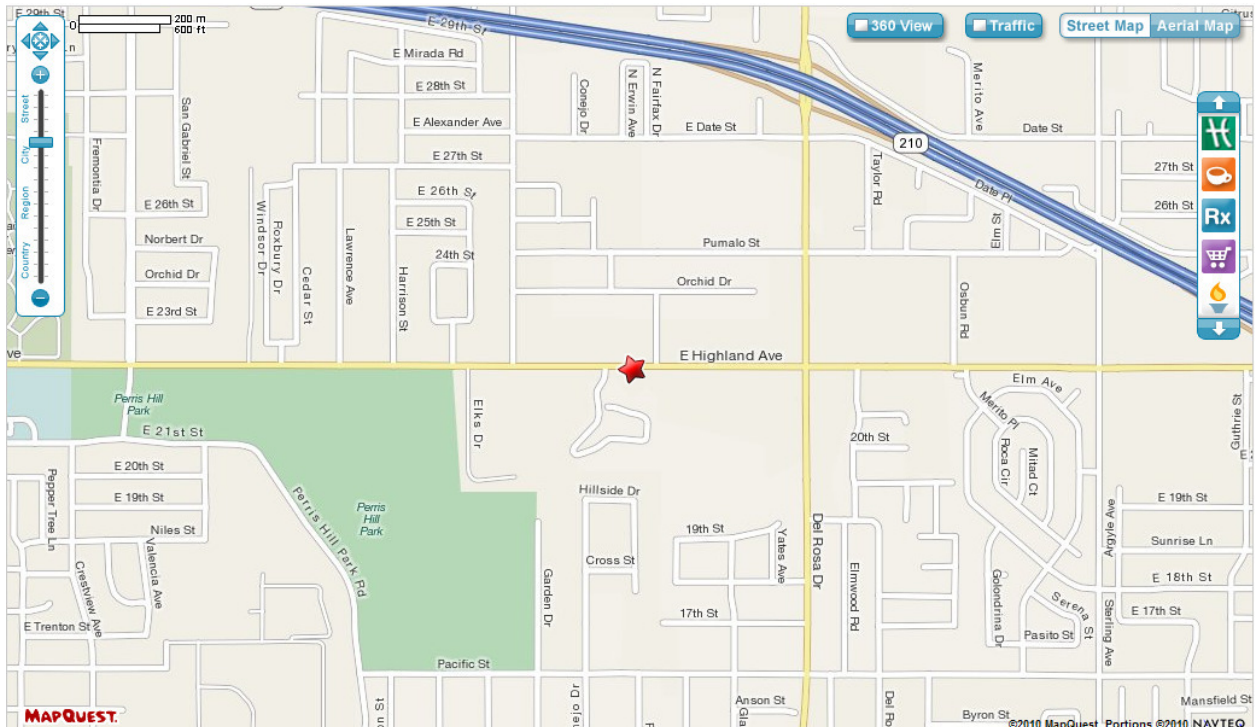 E 29th St
200 m
0
600 ft
E 29th St
360 View
Traffic
Street Map
Aerial Map
E Mirada Rd
E 28th St
San Gabriel St
Conejo Dr
N Erwin Ave
N Fairfax Dr
Merito Ave
Street
City
Region
Country
E Alexander Ave
E Date St
Date St
210
Fremontia Dr
E 27th St
Taylor Rd
Date Pl
27th St
Rx
E 26th St
E 26th St
26th St
Windsor Dr
Roxbury Dr
Cedar St
Lawrence Ave
Harrison St
E 25th St
Elm St
Norbert Dr
24th St
Pumalo St
Orchid Dr
Orchid Dr
Osbun Rd
E 23rd St
E Highland Ave
ve
Perris Hill
Park
Elks Dr
Elm Ave
Merito Pl
Guthrie St
E 21st St
20th St
Roca Cir
Mitad Ct
E 20th St
Pepper Tree Ln
E 19th St
Perris Hill Park Rd
Perris
Hill
Park
Hillside Dr
E 19th St
Argyle Ave
Niles St
19th St
Del Rosa Dr
Sunrise Ln
Valencia Ave
Crestview Ave
Cross St
Yates Ave
Elmwood Rd
Golondrina Dr
E 18th St
Garden Dr
17th St
Serena St
Sterling Ave
E 17th St
E Trenton St
Pasito St
Pacific St
Anson St
Mansfield St
Byron St
MAPQUEST.
©2010 MapQuest Portions ©2010 NAVTEQ